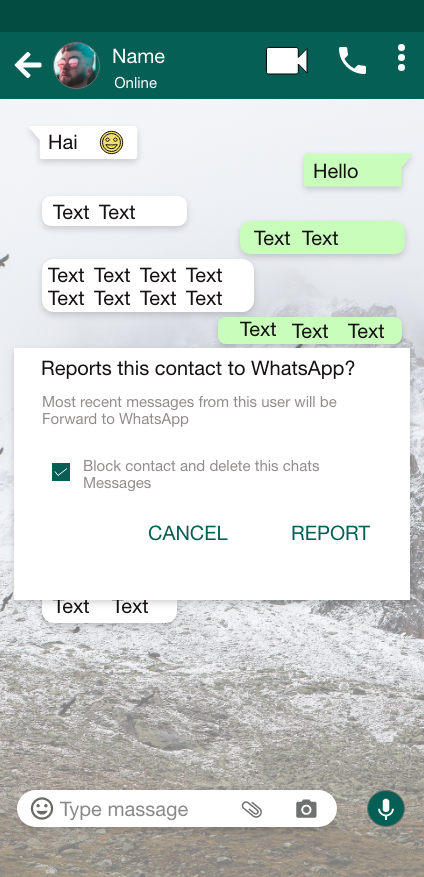 Name
Online
Hai
Hello
Text Text
Text Text
Text Text Text Text
Text Text Text Text
Text Text Text
Reports this contact to WhatsApp?
Most recent messages from this user will be
Forward to WhatsApp
Block contact and delete this chats
Messages
CANCEL REPORT
Text Text
Type massage